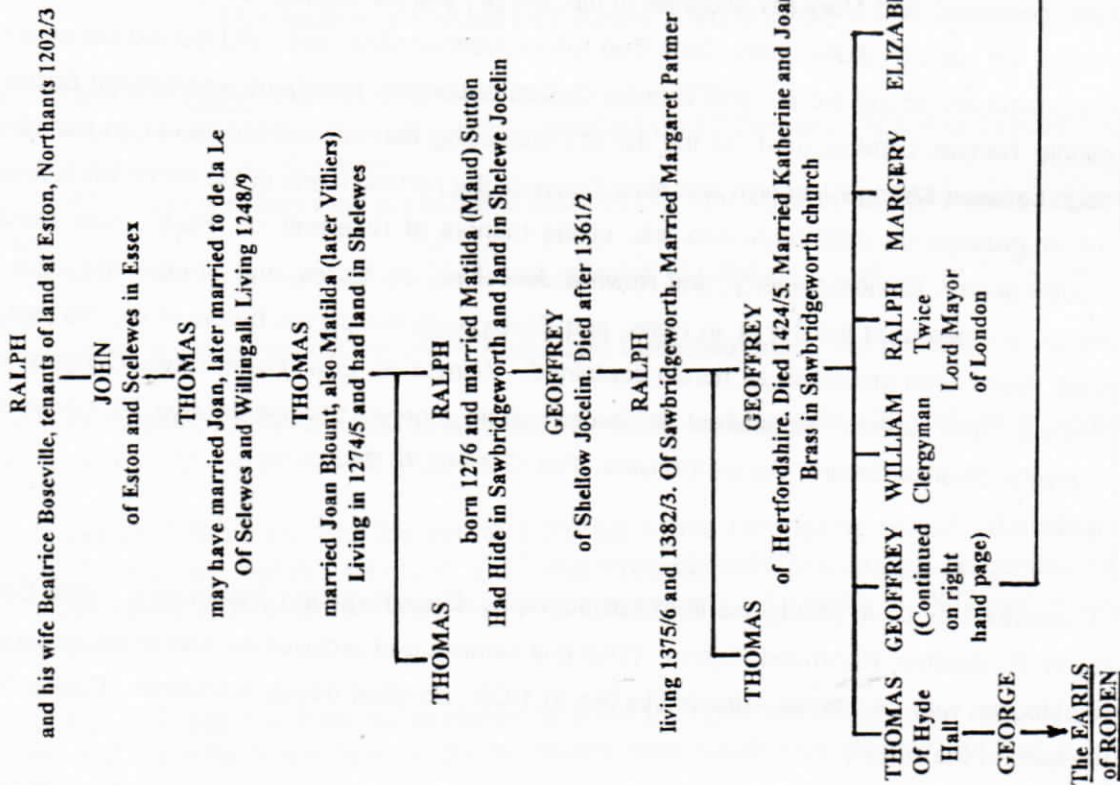 RALPH
and his wife Beatrice Boseville, tenants of land at Eston, Northants 1202/3
JOHN
of Eston and Seelewes in Essex
THOMAS
may have married Joan, later married to de la Le
Of Selewes and Willingall Living 1248/9
THOMAS
married Joan Blount, also Matilda (later Villiers)
Living in 1274/5 and had land in Shelewes
THOMAS RALPH
born 1276 and married Matilda (Maud) Sutton
Had Hide in Sawbridgeworth and land in Shelewe Jocelin
GEOFFREY
of Shellow Jocelin. Died after 1361/2
RALPH
living 1375/6 and 1382/3. Of Sawbridgeworth. Married Margaret Patmer
THOMAS GEOFFREY
of Hertfordshire. Died 1424/5. Married Katherine and
Brass in Sawbridgeworth church
THOMAS GEOFFREY WILLIAM RALPH MARGERY
Of Hyde (Continued Clergyman Twice
Hall on right Lord Mayor
hand page) of London
GEORGE
The EARLS
of RODEN